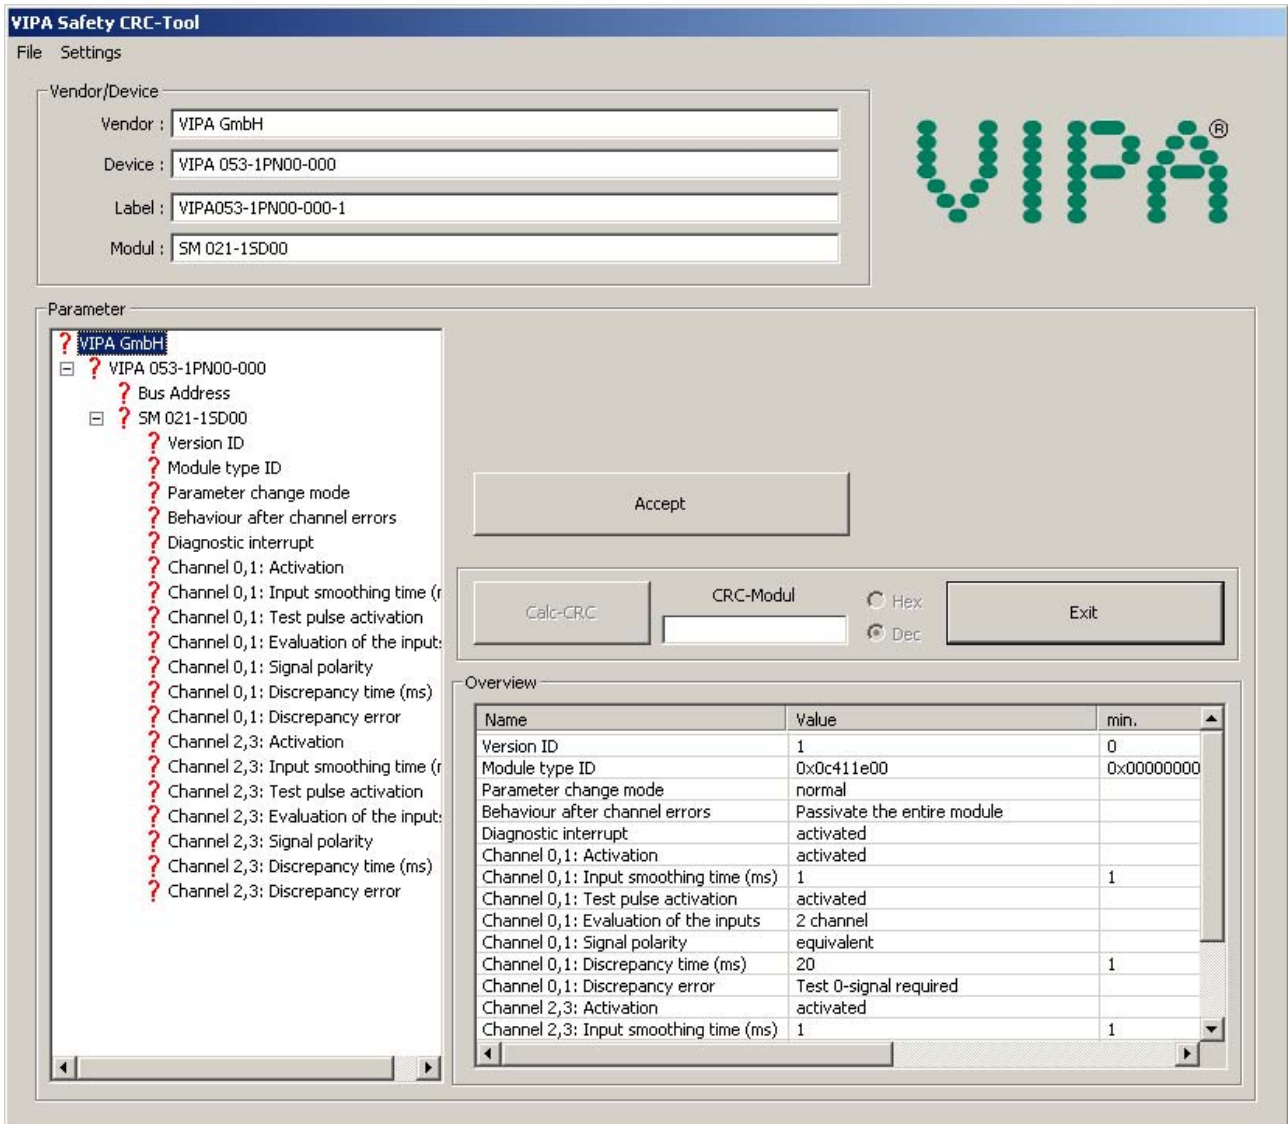 VIPA Safety CRC-Tool
File Settings
Vendor/Device
Vendor : VIPA GmbH
Device : VIPA 053-1PN00-000
Label : VIPA053-1PN00-000-1
Modul : SM 021-1SD00
VIPA®
Parameter
VIPA GmbH
VIPA 053-1PN00-000
Bus Address
SM 021-1SD00
Version ID
Module type ID
Parameter change mode
Behaviour after channel errors
Diagnostic interrupt
Channel 0,1: Activation
Channel 0,1: Input smoothing time (r
Channel 0,1: Test pulse activation
Channel 0,1: Evaluation of the input:
Channel 0,1: Signal polarity
Channel 0,1: Discrepancy time (ms)
Channel 0,1: Discrepancy error
Channel 2,3: Activation
Channel 2,3: Input smoothing time (r
Channel 2,3: Test pulse activation
Channel 2,3: Evaluation of the input:
Channel 2,3: Signal polarity
Channel 2,3: Discrepancy time (ms)
Channel 2,3: Discrepancy error
Accept
Calc-CRC
CRC-Modul
Hex
Dec
Exit
Overview
Name Value min.
Version ID 1 0
Module type ID 0x0c411e00 0x00000000
Parameter change mode normal
Behaviour after channel errors Passivate the entire module
Diagnostic interrupt activated
Channel 0,1: Activation activated
Channel 0,1: Input smoothing time (ms) 1 1
Channel 0,1: Test pulse activation activated
Channel 0,1: Evaluation of the inputs 2 channel
Channel 0,1: Signal polarity equivalent
Channel 0,1: Discrepancy time (ms) 20 1
Channel 0,1: Discrepancy error Test 0-signal required
Channel 2,3: Activation activated
Channel 2,3: Input smoothing time (ms) 1 1